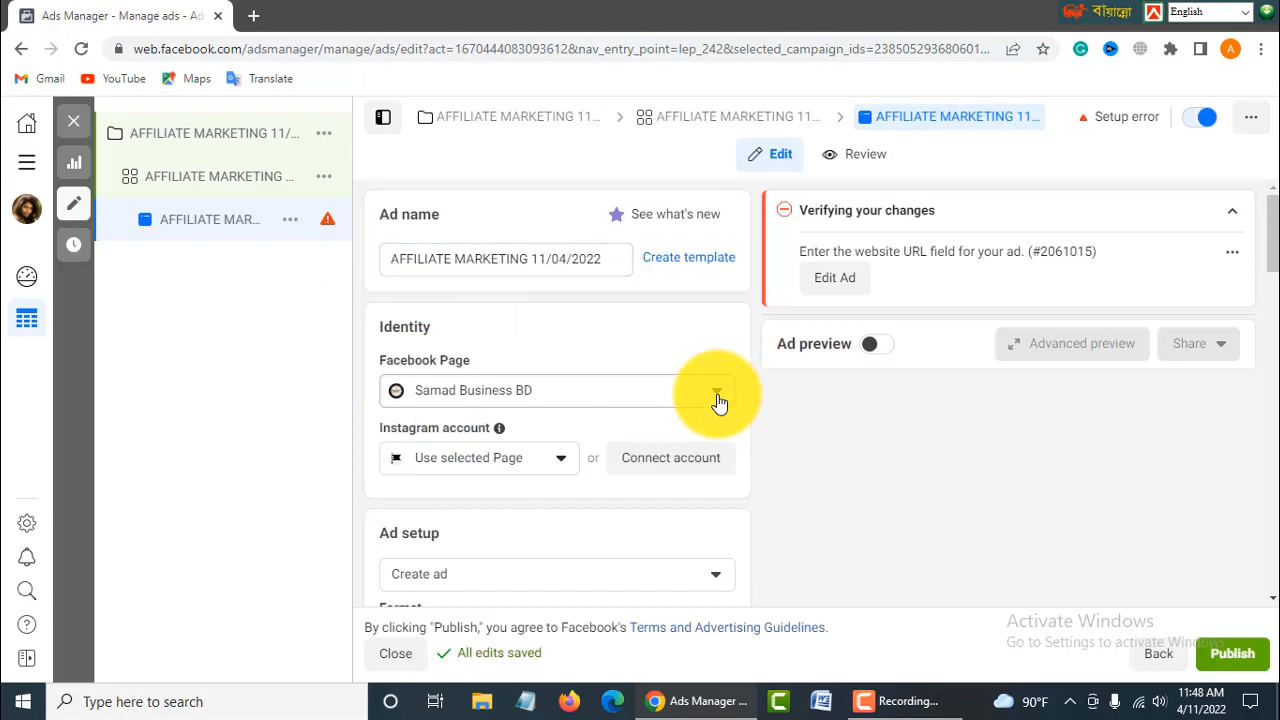 Ads Manager - Manage ads - Ad
বায়ান্নো
English
web.facebook.com/adsmanager/manage/ads/edit?act=16704440830936612&nav_entry_point=lep_242&selected_campaign_ids=238505293680601...
A
Gmail
YouTube
Maps
Translate
AFFILIATE MARKETING 11/...
AFFILIATE MARKETING ...
AFFILIATE MAR...
AFFILIATE MARKETING 11...
AFFILIATE MARKETING 11...
AFFILIATE MARKETING 11...
Setup error
Edit
Review
Ad name
See what's new
AFFILIATE MARKETING 11/04/2022
Create template
Identity
Facebook Page
Samad Business BD
Instagram account
Use selected Page
or
Connect account
Ad setup
Create ad
Format
Verifying your changes
Enter the website URL field for your ad. (#2061015)
Edit Ad
Ad preview
Advanced preview
Share
By clicking "Publish," you agree to Facebook's Terms and Advertising Guidelines.
Close
All edits saved
Activate Windows
Go to Settings to activate Windows.
Back
Publish
Type here to search
Ads Manager ...
Recording...
90°F
11:48 AM
4/11/2022